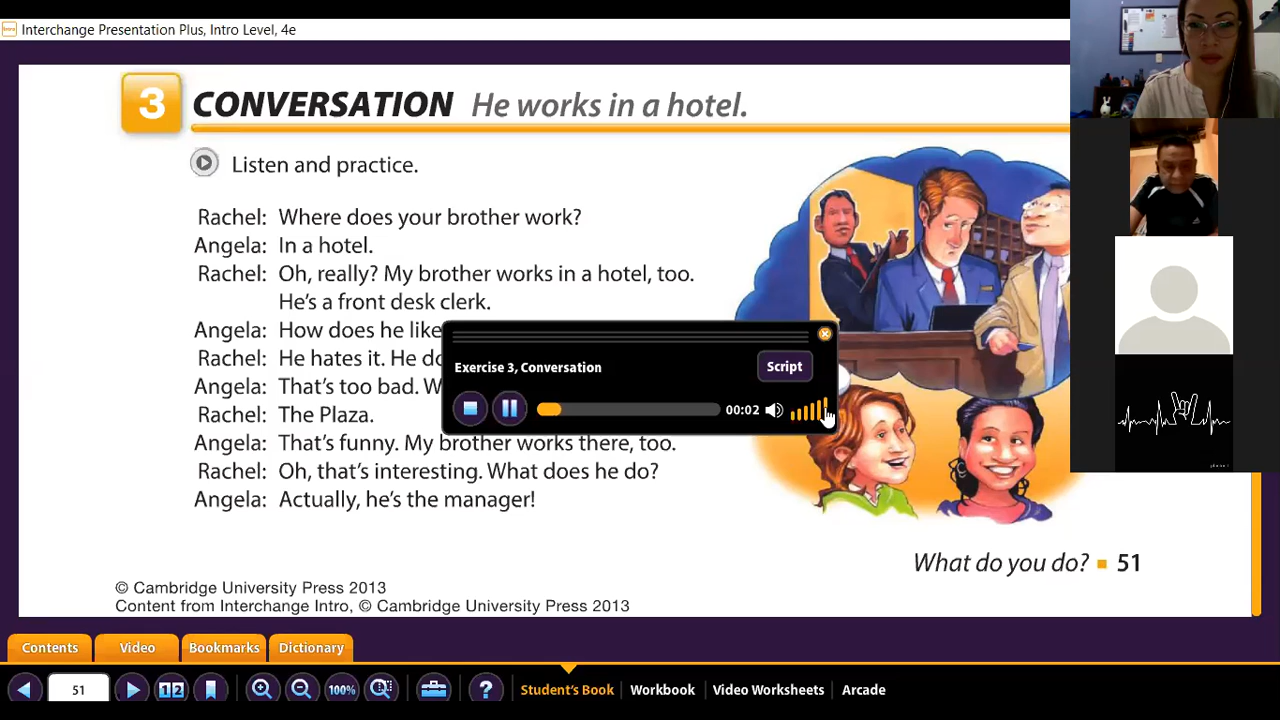 Interchange Presentation Plus, Intro Level, 4e
3 CONVERSATION He works in a hotel.
Listen and practice.
Rachel: Where does your brother work?
Angela: In a hotel.
Rachel: Oh, really? My brother works in a hotel, too.
He's a front desk clerk.
Angela: How does he like
Rachel: He hates it. He
Angela: That's too bad.
Rachel: The Plaza.
Angela: That's funny. My brother works there, too.
Rachel: Oh, that's interesting. What does he do?
Angela: Actually, he's the manager!
Exercise 3, Conversation
Script
00:02
What do you do? ■ 51
© Cambridge University Press 2013
Content from Interchange Intro, © Cambridge University Press 2013
Contents Video Bookmarks Dictionary
51 1 2 100% ? Student's Book Workbook Video Worksheets Arcade